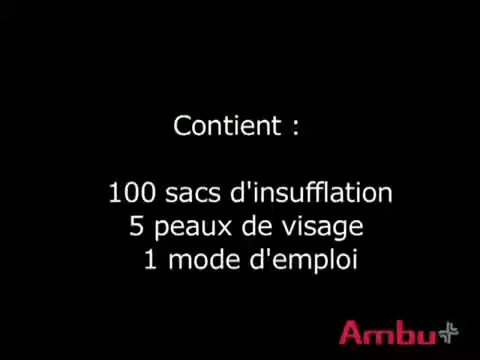 Contient :
100 sacs d'insufflation
5 peaux de visage
1 mode d'emploi
Ambu